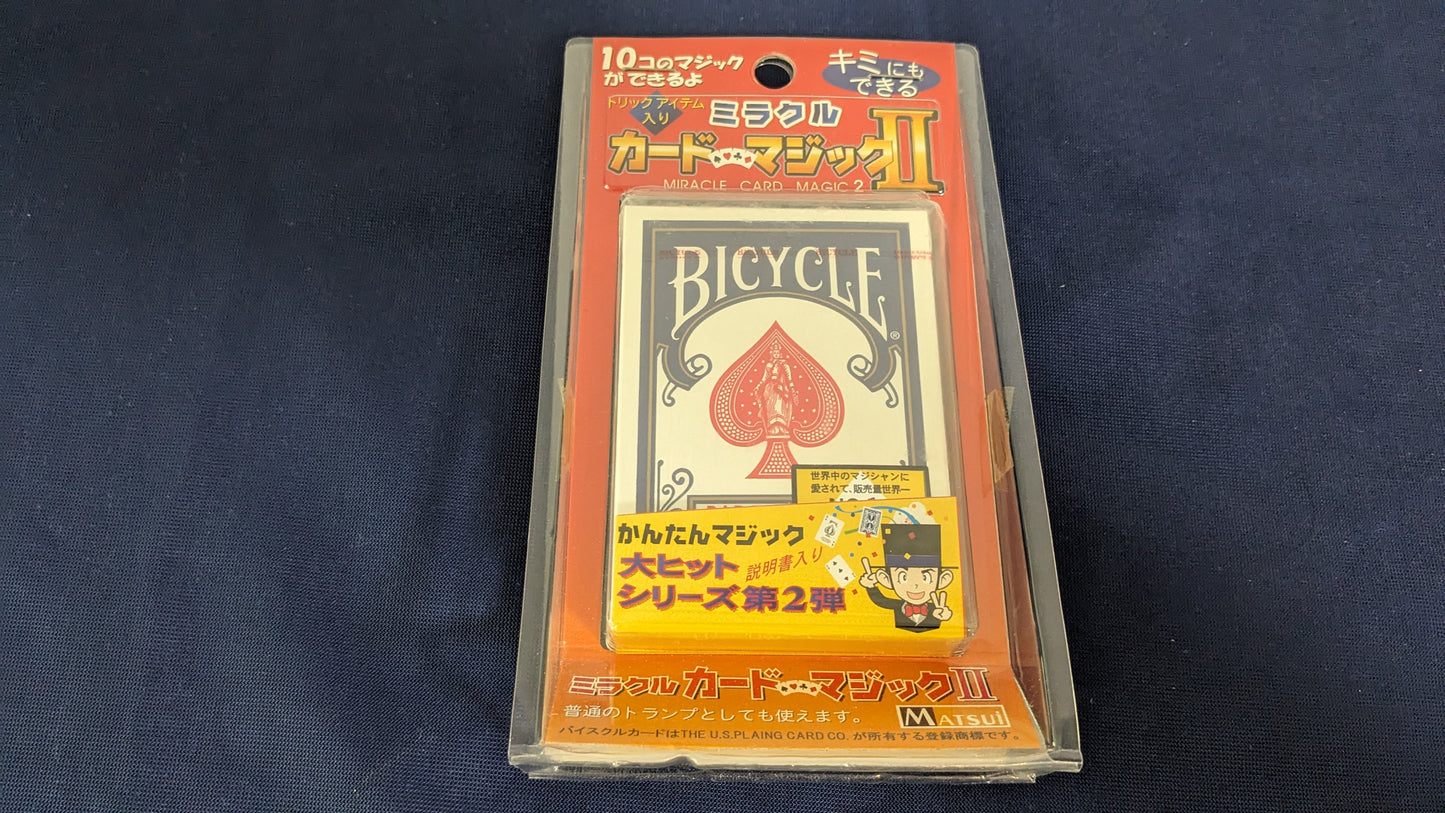 10コのマジック
ができるよ
キミにも
できる
トリックアイテム
入り
ミラクル
カードマジックII
MIRACLE CARD MAGIC 2
BICYCLE
®
世界中のマジシャンに
愛されて、販売量世界一
かんたんマジック
大ヒット
説明書入り
シリーズ第2弾
ミラクルカードマジックII
普通のトランプとしても使えます。
MATSUi
バイスクルカードはTHE U.S.PLAING CARD CO. が所有する登録商標です。